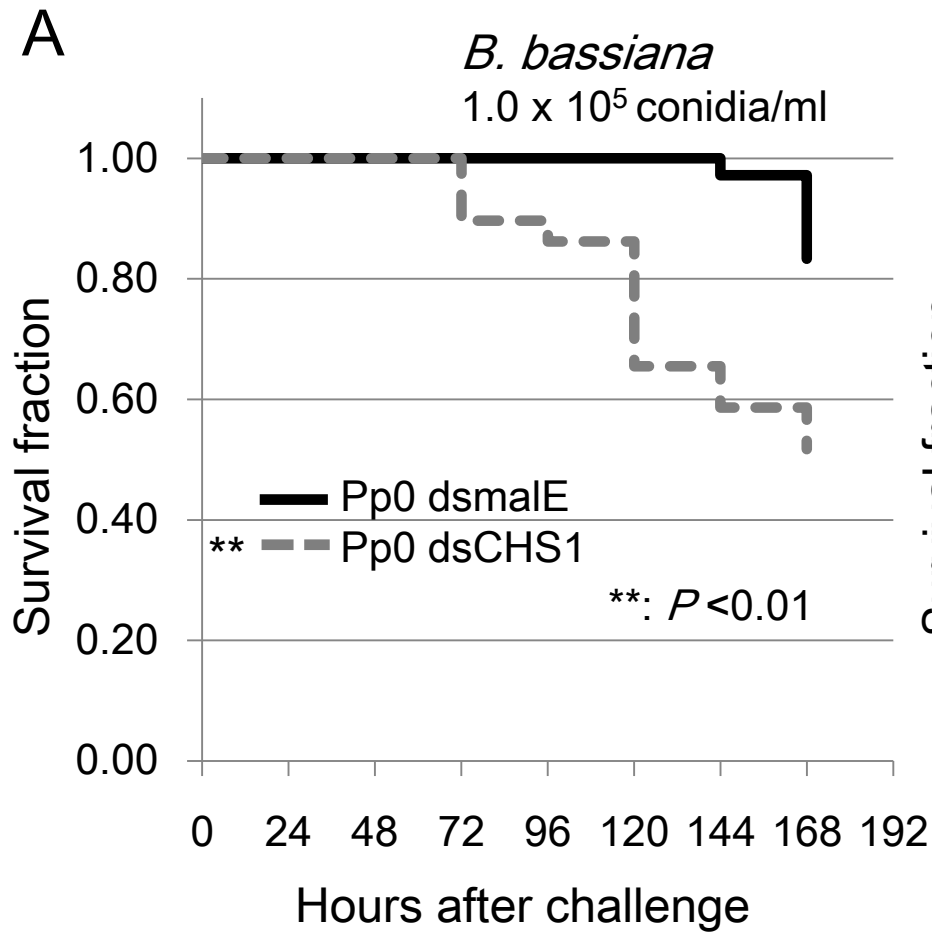 A
B. bassiana
1.0 x 10⁵ conidia/ml
1.00
0.80
0.60
0.40
0.20
0.00
Survival fraction
Pp0 dsmalE
** Pp0 dsCHS1
**: P <0.01
0 24 48 72 96 120 144 168 192
Hours after challenge